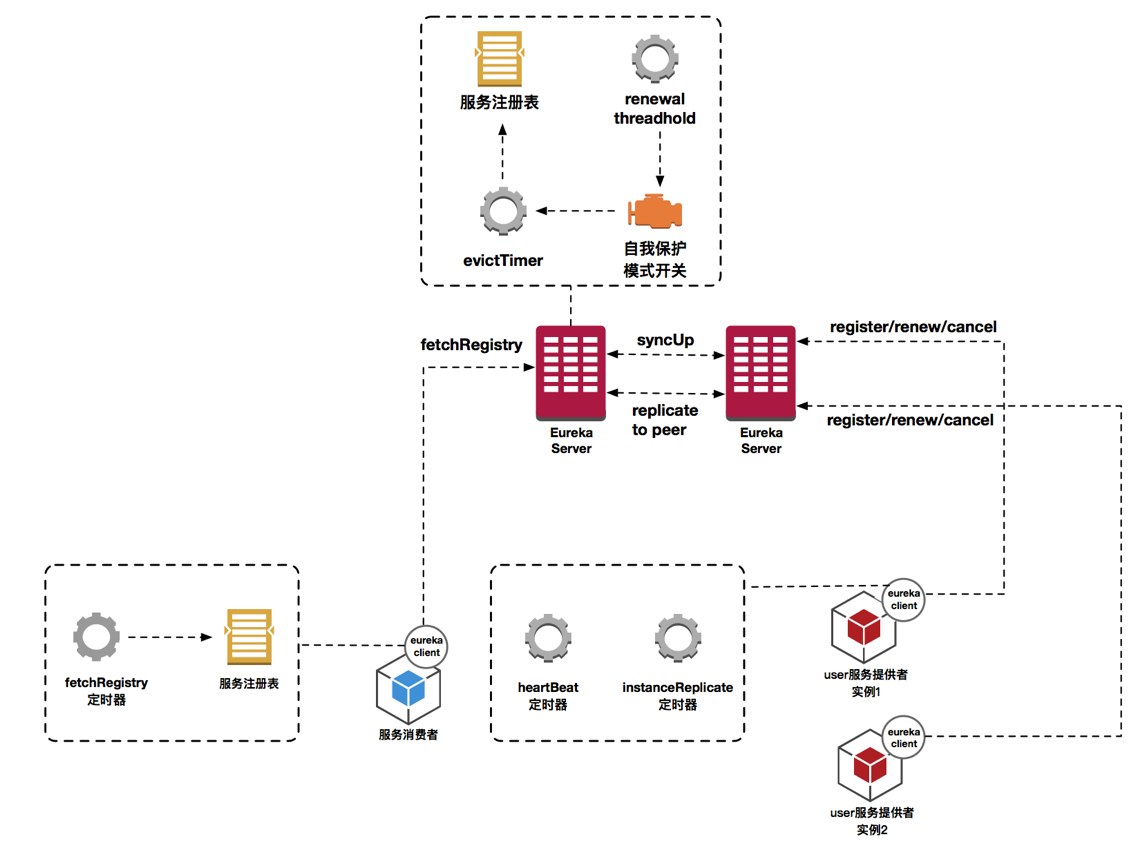 服务注册表
renewal
threadhold
evictTimer
自我保护
模式开关
fetchRegistry
syncUp
register/renew/cancel
replicate
to peer
register/renew/cancel
Eureka
Server
Eureka
Server
fetchRegistry
定时器
服务注册表
eureka
client
服务消费者
heartBeat
定时器
instanceReplicate
定时器
eureka
client
user服务提供者
实例1
eureka
client
user服务提供者
实例2